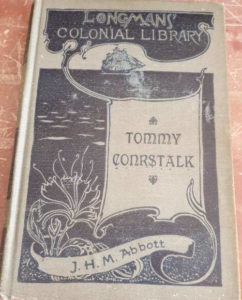 LONGMANS'
COLONIAL LIBRARY
TOMMY
CORNSTALK
J. H. M. Abbott